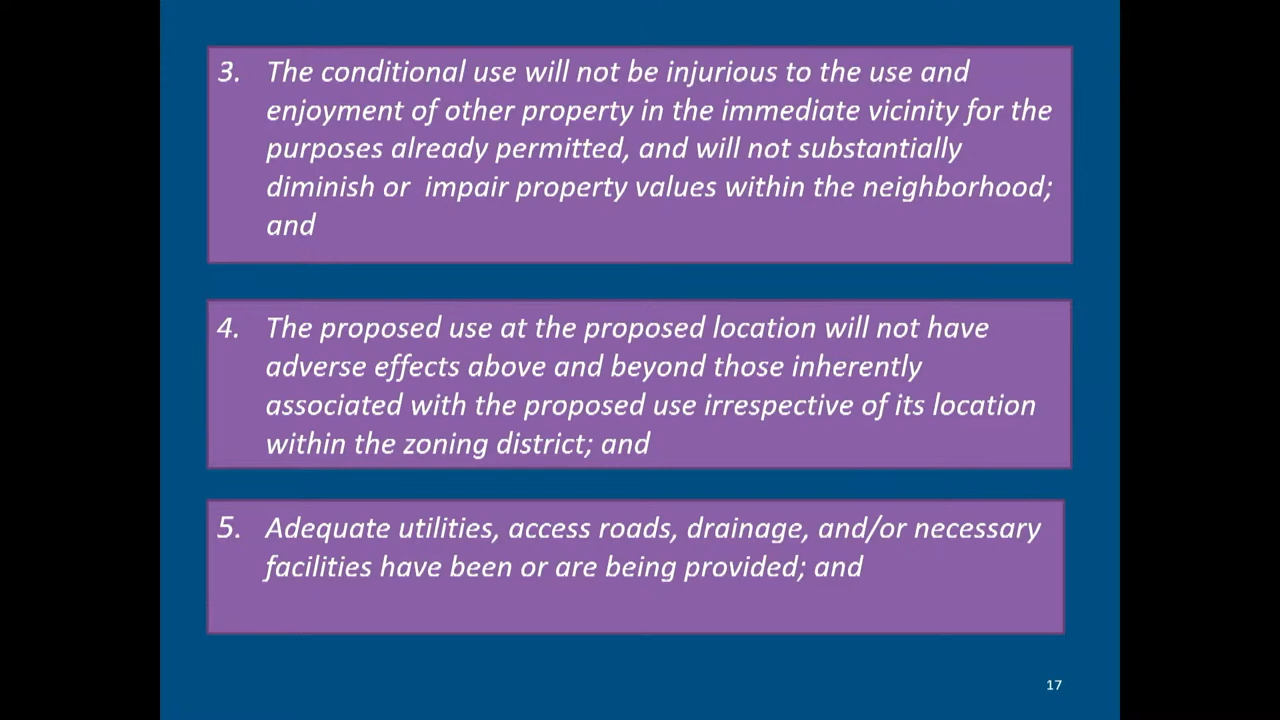 3. The conditional use will not be injurious to the use and
enjoyment of other property in the immediate vicinity for the
purposes already permitted, and will not substantially
diminish or  impair property values within the neighborhood;
and
4. The proposed use at the proposed location will not have
adverse effects above and beyond those inherently
associated with the proposed use irrespective of its location
within the zoning district; and
5. Adequate utilities, access roads, drainage, and/or necessary
facilities have been or are being provided; and
17